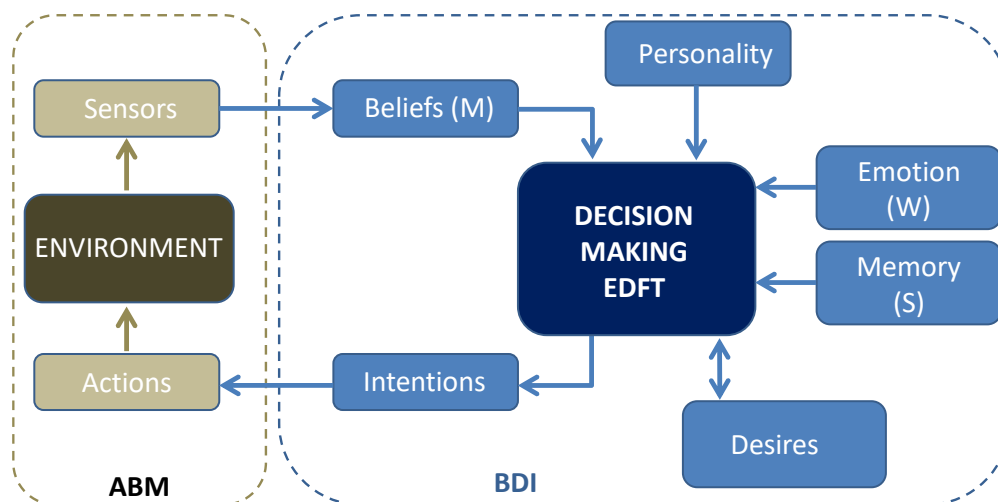 Personality
Sensors
Beliefs (M)
Emotion
(W)
DECISION
MAKING
EDFT
ENVIRONMENT
Memory
(S)
Actions
Intentions
Desires
ABM
BDI